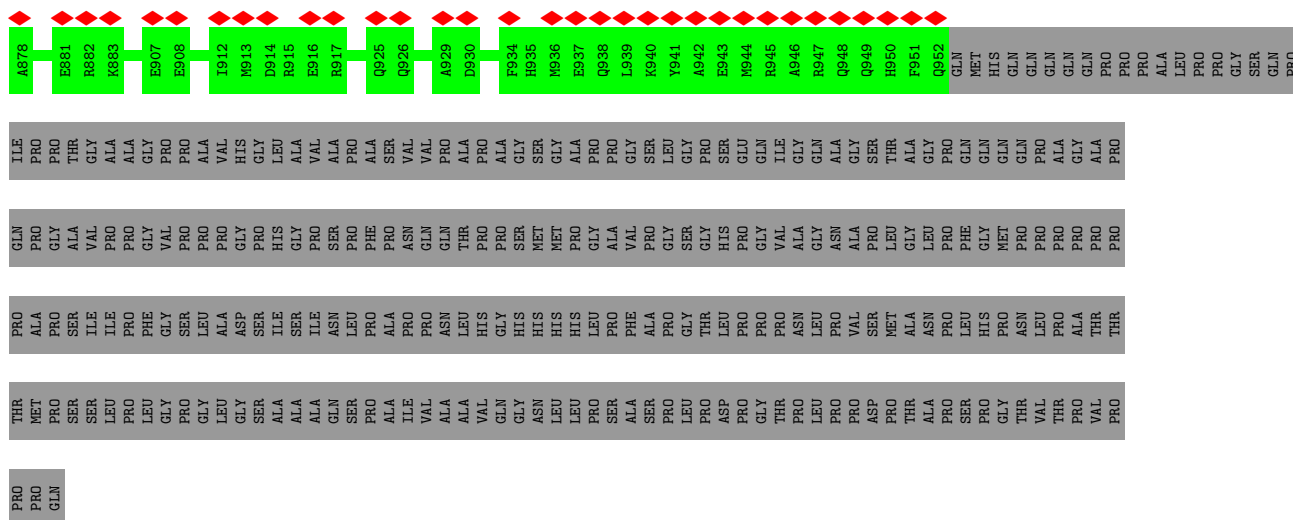 A878 E881 R882 K883 E907 E908 I912 M913 D914 R915 E916 R917 Q925 Q926 A929 D930 F934 H935 M936 E937 Q938 L939 K940 Y941 A942 E943 M944 R945 A946 R947 Q948 Q949 H950 F951 Q952 GLN MET HIS GLN GLN GLN GLN GLN PRO PRO PRO ALA LEU PRO PRO GLY SER GLN PRO
ILE PRO PRO THR GLY ALA ALA GLY PRO PRO ALA VAL HIS GLY LEU ALA VAL ALA PRO ALA SER VAL VAL PRO ALA PRO ALA GLY SER GLY ALA PRO PRO GLY SER LEU GLY PRO SER GLU GLN ILE GLY GLN ALA GLY SER THR ALA GLY PRO GLN GLN GLN GLN PRO ALA GLY ALA PRO
GLN PRO GLY ALA VAL PRO PRO GLY VAL PRO PRO PRO GLY PRO HIS GLY PRO SER PRO PHE PRO ASN GLN GLN THR PRO PRO SER MET MET PRO GLY ALA VAL PRO GLY SER GLY HIS PRO GLY VAL ALA GLY ASN ALA PRO LEU GLY LEU PRO PHE GLY MET PRO PRO PRO PRO PRO PRO
PRO ALA PRO SER ILE ILE PRO PHE GLY SER LEU ALA ASP SER ILE SER ILE ASN LEU PRO ALA PRO PRO ASN LEU HIS GLY HIS HIS HIS HIS LEU PRO PHE ALA PRO GLY THR LEU PRO PRO PRO ASN LEU PRO VAL SER MET ALA ASN PRO LEU HIS PRO ASN LEU PRO ALA THR THR
THR MET PRO SER SER LEU PRO LEU GLY PRO GLY LEU GLY SER ALA ALA ALA GLN SER PRO ALA ILE VAL ALA ALA VAL GLN GLY ASN LEU LEU PRO SER ALA SER PRO LEU PRO ASP PRO GLY THR PRO LEU PRO PRO ASP PRO THR ALA PRO SER PRO GLY THR VAL THR PRO VAL PRO
PRO PRO GLN